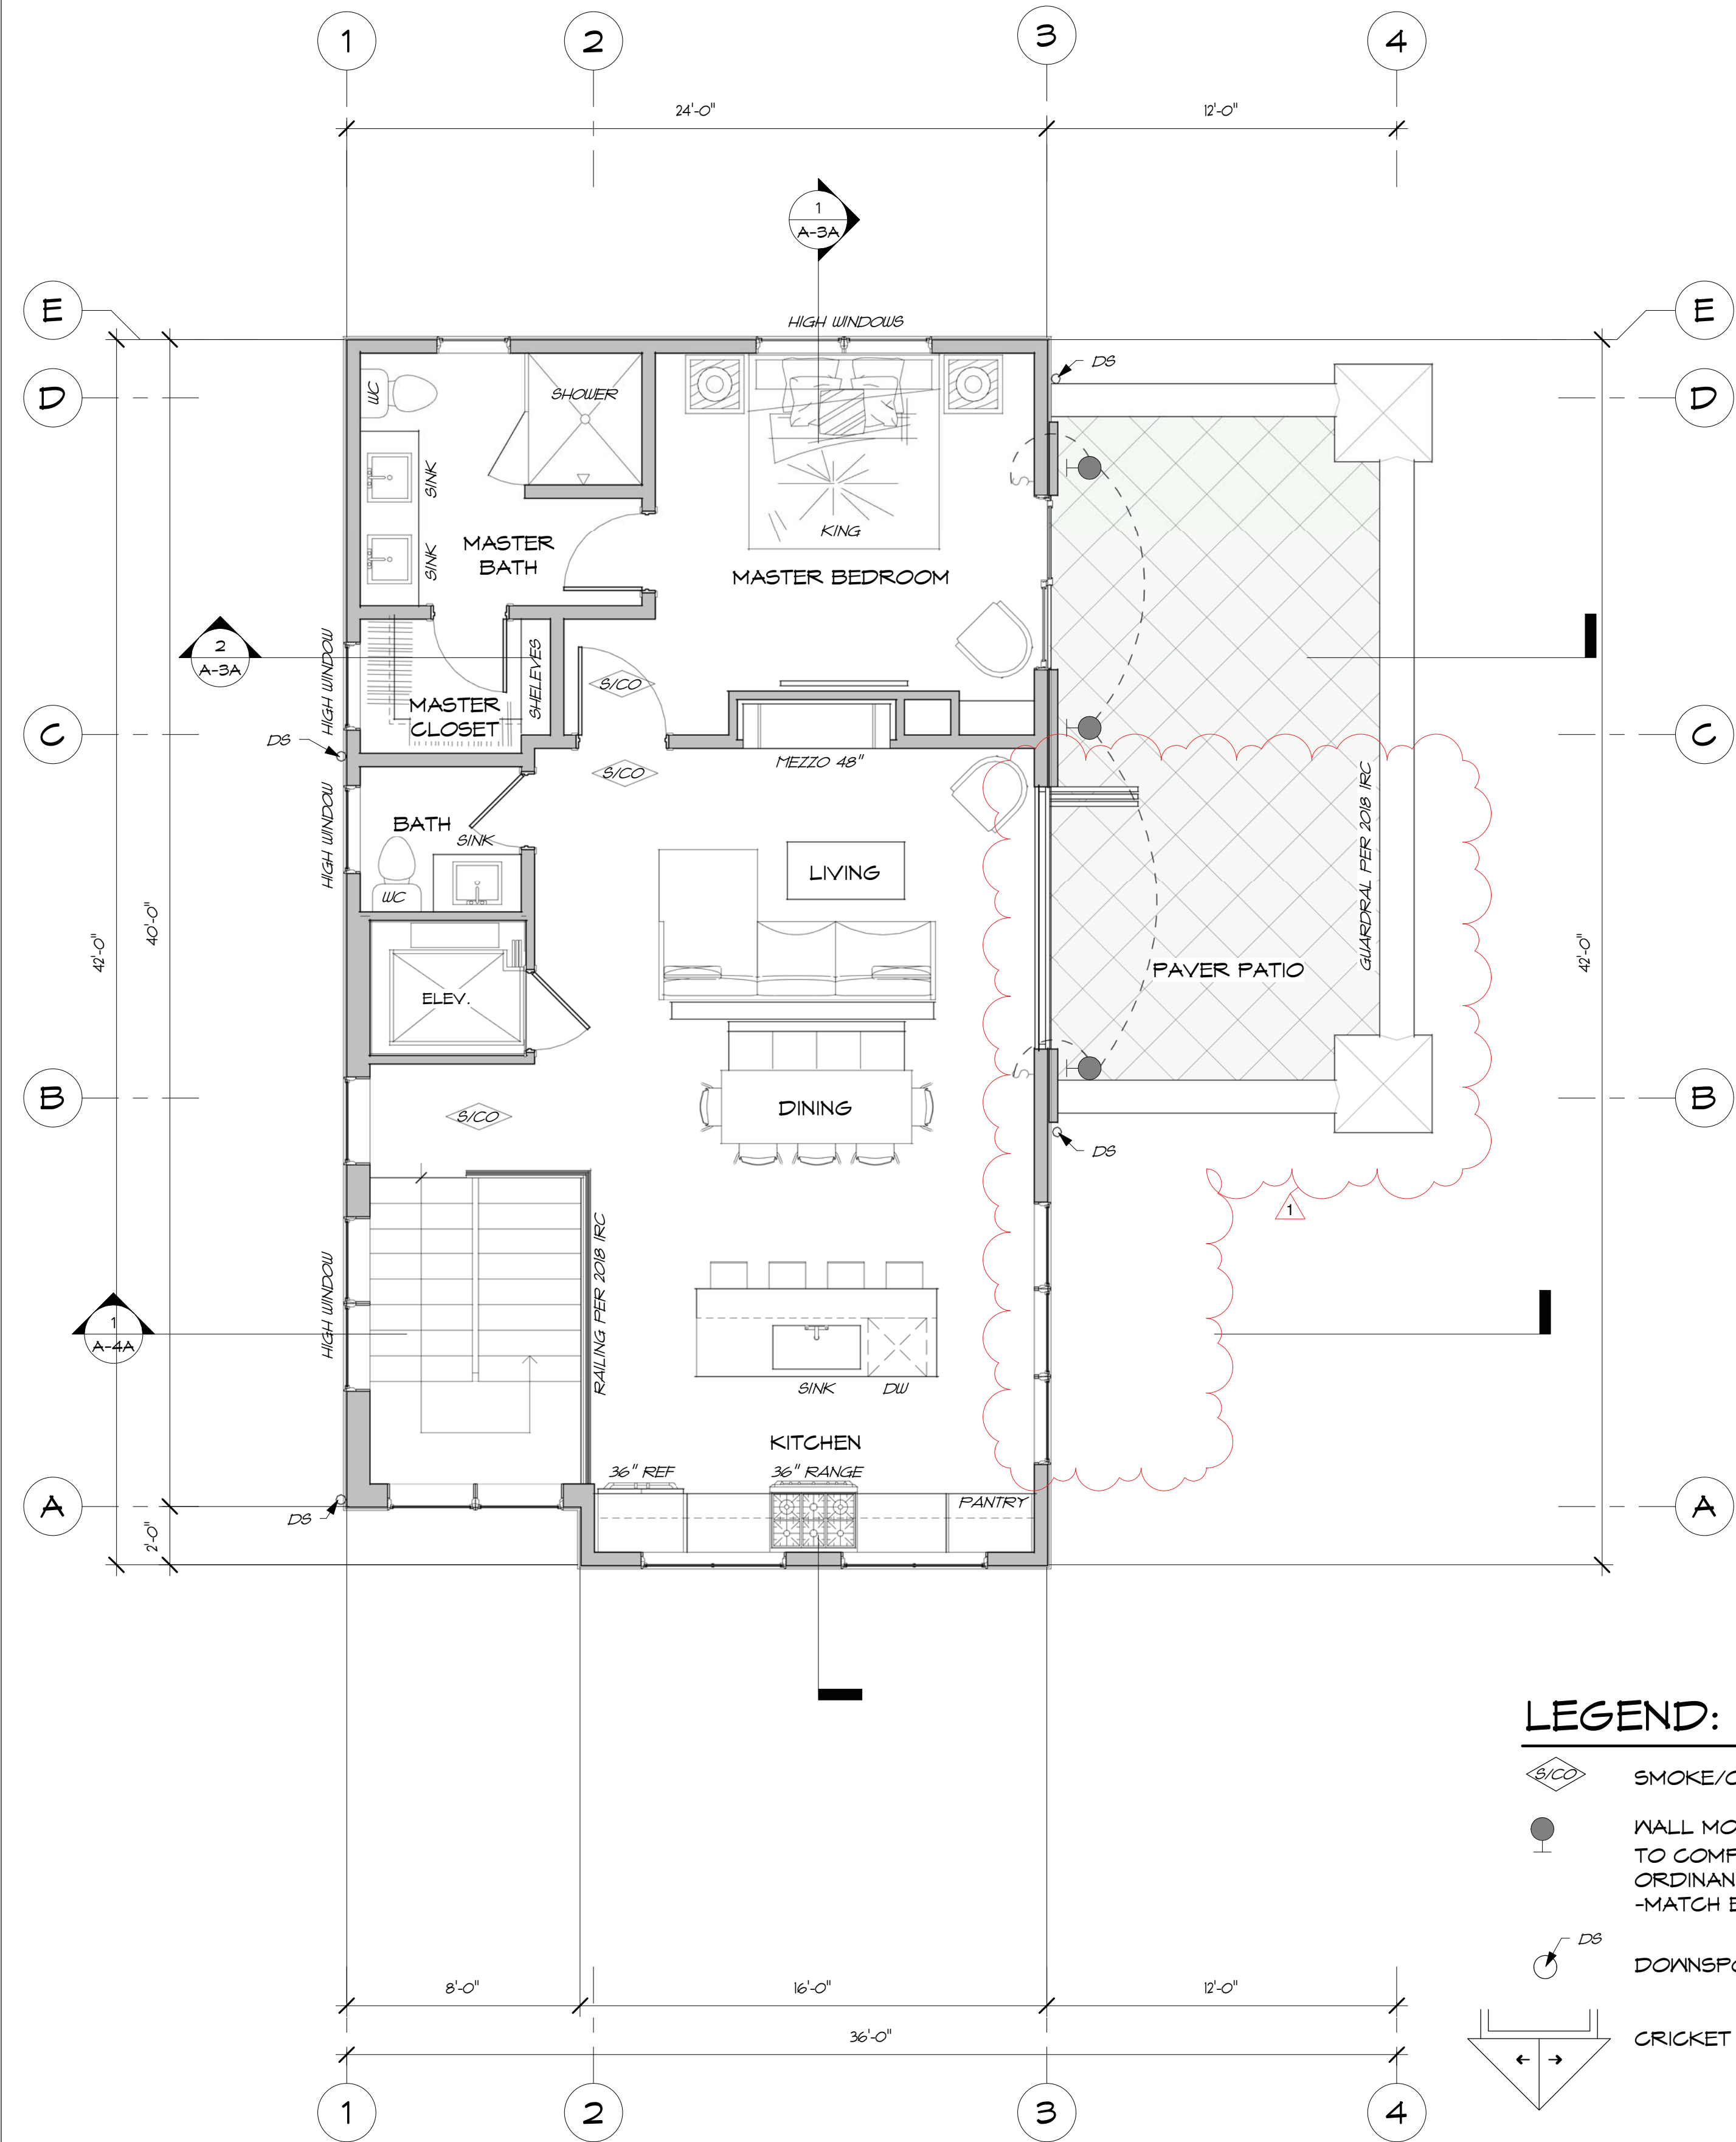 1
2
3
4
24'-0"
12'-0"
1
A-3A
E
E
HIGH WINDOWS
DS
D
D
WC
SHOWER
SINK
S
KING
SINK
MASTER
BATH
MASTER BEDROOM
2
A-3A
HIGH WINDOW
SHELEVES
S/CO
MASTER
CLOSET
C
C
DS
MEZZO 48"
S/CO
HIGH WINDOW
BATH
SINK
GUARDRAL PER 2018 IRC
LIVING
WC
42'-0"
40'-0"
42'-0"
PAVER PATIO
ELEV.
S
B
B
DINING
S/CO
DS
1
HIGH WINDOW
RAILING PER 2018 IRC
1
A-4A
SINK
DW
KITCHEN
36" REF
36" RANGE
PANTRY
A
A
DS
2'-0"
LEGEND:
S/CO
SMOKE/
WALL MO
TO COM
ORDINAN
-MATCH
DS
DOWNSPO
CRICKET
8'-0"
16'-0"
12'-0"
36'-0"
1
2
3
4